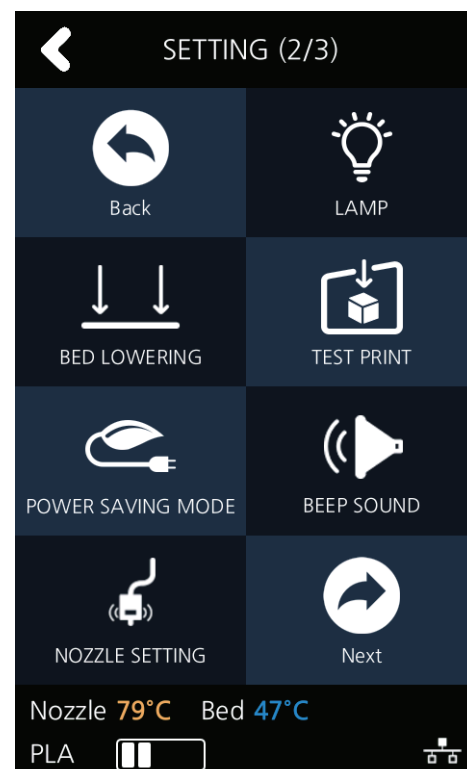 SETTING (2/3)
Back
LAMP
BED LOWERING
TEST PRINT
POWER SAVING MODE
BEEP SOUND
NOZZLE SETTING
Next
Nozzle 79°C Bed 47°C
PLA